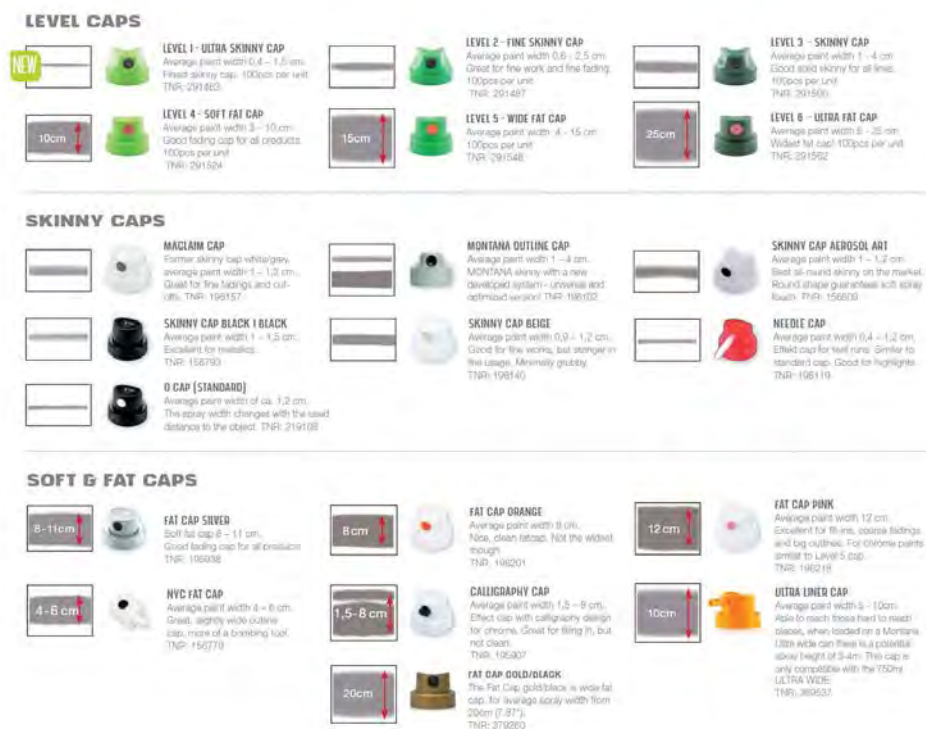 LEVEL CAPS
NEW
LEVEL 1 - ULTRA SKINNY CAP
Average paint width 0,4 – 1,5 cm.
Finest skinny cap. 100pcs per unit
TNR: 291463
LEVEL 2 - FINE SKINNY CAP
Average paint width 0,6 - 2,5 cm.
Great for fine work and fine fading.
100pcs per unit
TNR: 291487
LEVEL 3 - SKINNY CAP
Average paint width 1 - 4 cm.
Good solid skinny for all lines.
100pcs per unit
TNR: 291500
10cm
LEVEL 4 - SOFT FAT CAP
Average paint width 3 - 10 cm.
Good fading cap for all products.
100pcs per unit
TNR: 291524
15cm
LEVEL 5 - WIDE FAT CAP
Average paint width 4 - 15 cm
Great fat cap! 100pcs per unit
TNR: 291548
25cm
LEVEL 6 - ULTRA FAT CAP
Average paint width 5 - 25 cm
Widest fat cap! 100pcs per unit
TNR: 291562
SKINNY CAPS
MACLAIM CAP
Former skinny cap white/grey,
average paint width 1 – 1,2 cm.
Great for fine fadings and cut-
offs. TNR: 196157
MONTANA OUTLINE CAP
Average paint width 1 – 4 cm.
MONTANA skinny with a new
developed system - universal and
optimized version! TNR:
SKINNY CAP AEROSOL ART
Average paint width 1 – 1,2 cm.
Best all-round skinny on the market.
Round shape guarantees soft spray
touch. TNR: 156809
SKINNY CAP BLACK I BLACK
Average paint width 1 – 1,5 cm.
Excellent for metallics.
TNR: 156793
SKINNY CAP BEIGE
Average paint width 0,9 – 1,2 cm.
Good for fine works, but stronger in
the usage. Minimally grubby.
TNR: 196140
NEEDLE CAP
Average paint width 0,4 – 1,2 cm.
Effekt cap for test runs. Similar to
standard cap. Good for highlights.
TNR: 196119
O CAP (STANDARD)
Average paint width of ca. 1,2 cm.
The spray width changes with the used
distance to the object. TNR: 219108
SOFT & FAT CAPS
8-11cm
FAT CAP SILVER
Soft fat cap 8 – 11 cm.
Good fading cap for all products
TNR: 195938
8cm
FAT CAP ORANGE
Average paint width 8 cm.
Nice, clean fatcap. Not the widest
though.
TNR: 196201
12 cm
FAT CAP PINK
Average paint width 12 cm.
Excellent for fill-ins, coarse fadings
and big outlines. For chrome paints
similar to Level 5 cap.
TNR: 196218
4-6 cm
NYC FAT CAP
Average paint width 4 – 6 cm.
Great, slightly wide outline
cap, more of a bombing tool.
TNR: 156779
1,5-8 cm
CALLIGRAPHY CAP
Average paint width 1,5 – 8 cm.
Effect cap with calligraphy design
for chrome. Great for filling in, but
not clean.
TNR: 195907
10cm
ULTRA LINER CAP
Average paint width 5 - 10cm.
Able to reach those hard to reach
places, when loaded on a Montana
Ultra wide can there is a potential
spray height of 3-4m. This cap is
only compatible with the 750ml
ULTRA WIDE.
TNR: 369537
20cm
FAT CAP GOLD/BLACK
The Fat Cap gold/black is wide fat
cap, for average spray width from
20cm (7.87").
TNR: 379260